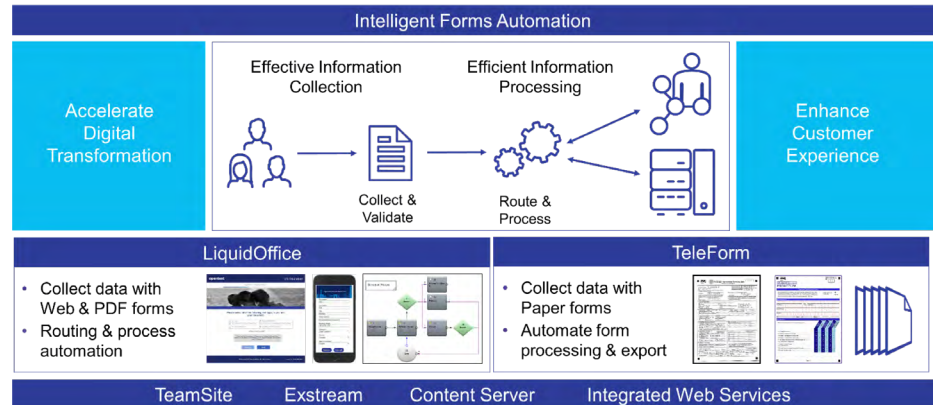 Intelligent Forms Automation
Accelerate
Digital
Transformation
Effective Information
Collection
Efficient Information
Processing
Collect &
Validate
Route &
Process
Enhance
Customer
Experience
LiquidOffice
• Collect data with
Web & PDF forms
• Routing & process
automation
TeleForm
• Collect data with
Paper forms
• Automate form
processing & export
TeamSite Exstream Content Server Integrated Web Services